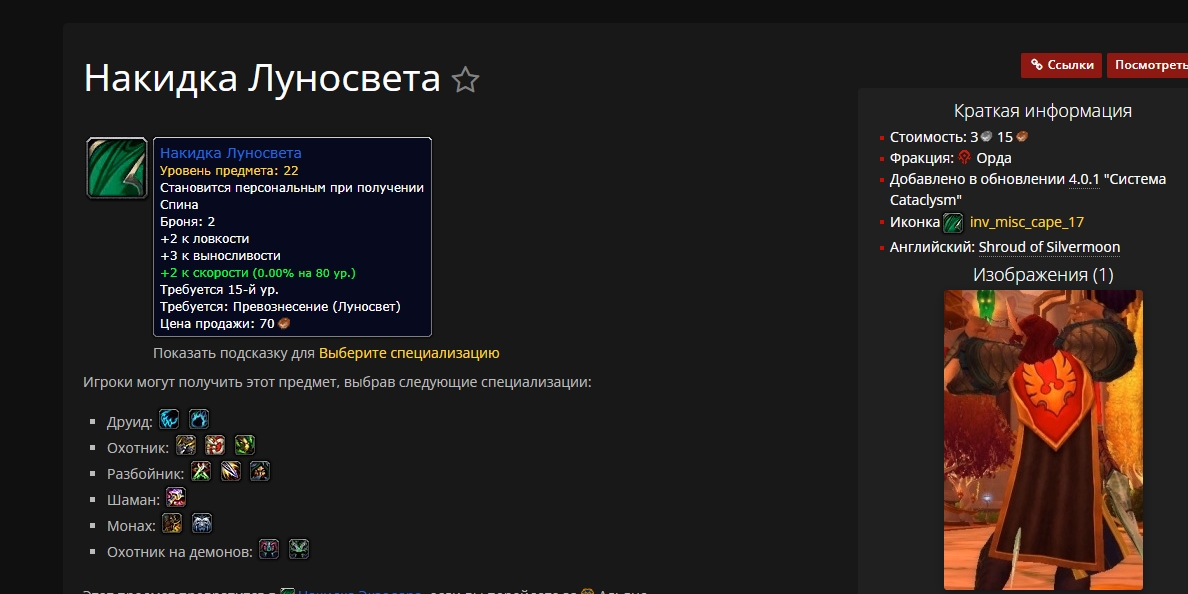 Накидка Луносвета
Ссылки
Посмотреть
Накидка Луносвета
Уровень предмета: 22
Становится персональным при получении
Спина
Броня: 2
+2 к ловкости
+3 к выносливости
+2 к скорости (0.00% на 80 ур.)
Требуется 15-й ур.
Требуется: Превознесение (Луносвет)
Цена продажи: 70
Показать подсказку для Выберите специализацию
Игроки могут получить этот предмет, выбрав следующие специализации:
Друид:
Охотник:
Разбойник:
Шаман:
Монах:
Охотник на демонов:
Краткая информация
Стоимость: 3 15
Фракция: Орда
Добавлено в обновлении 4.0.1 "Система
Cataclysm"
Иконка inv_misc_cape_17
Английский: Shroud of Silvermoon
Изображения (1)